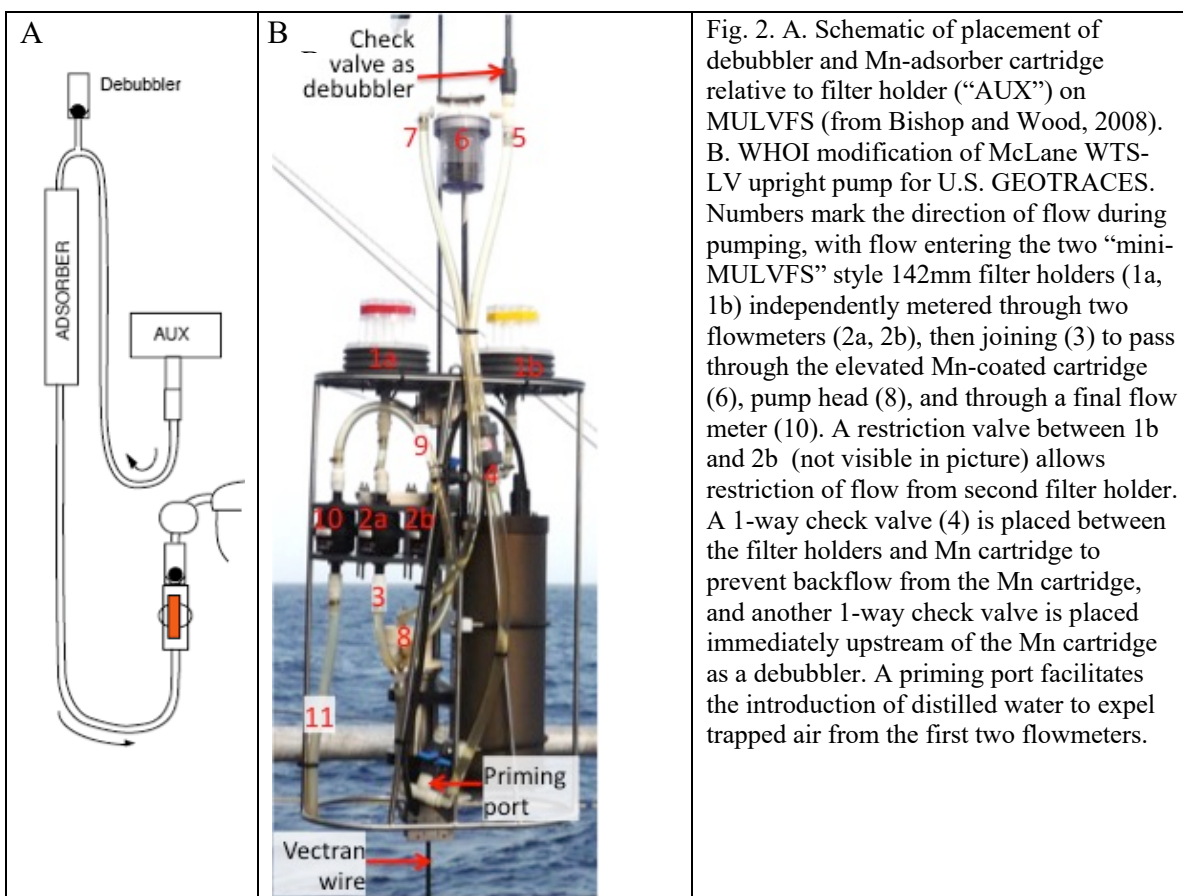 A
Debubbler
ADSORBER
AUX
B
Check
valve as
debubbler
7
6
5
1a
1b
9
4
10
2a
2b
3
8
11
Priming
port
Vectran
wire
Fig. 2. A. Schematic of placement of
debubbler and Mn-adsorber cartridge
relative to filter holder (“AUX”) on
MULVFS (from Bishop and Wood, 2008).
B. WHOI modification of McLane WTS-
LV upright pump for U.S. GEOTRACES.
Numbers mark the direction of flow during
pumping, with flow entering the two “mini-
MULVFS” style 142mm filter holders (1a,
1b) independently metered through two
flowmeters (2a, 2b), then joining (3) to pass
through the elevated Mn-coated cartridge
(6), pump head (8), and through a final flow
meter (10). A restriction valve between 1b
and 2b (not visible in picture) allows
restriction of flow from second filter holder.
A 1-way check valve (4) is placed between
the filter holders and Mn cartridge to
prevent backflow from the Mn cartridge,
and another 1-way check valve is placed
immediately upstream of the Mn cartridge
as a debubbler. A priming port facilitates
the introduction of distilled water to expel
trapped air from the first two flowmeters.